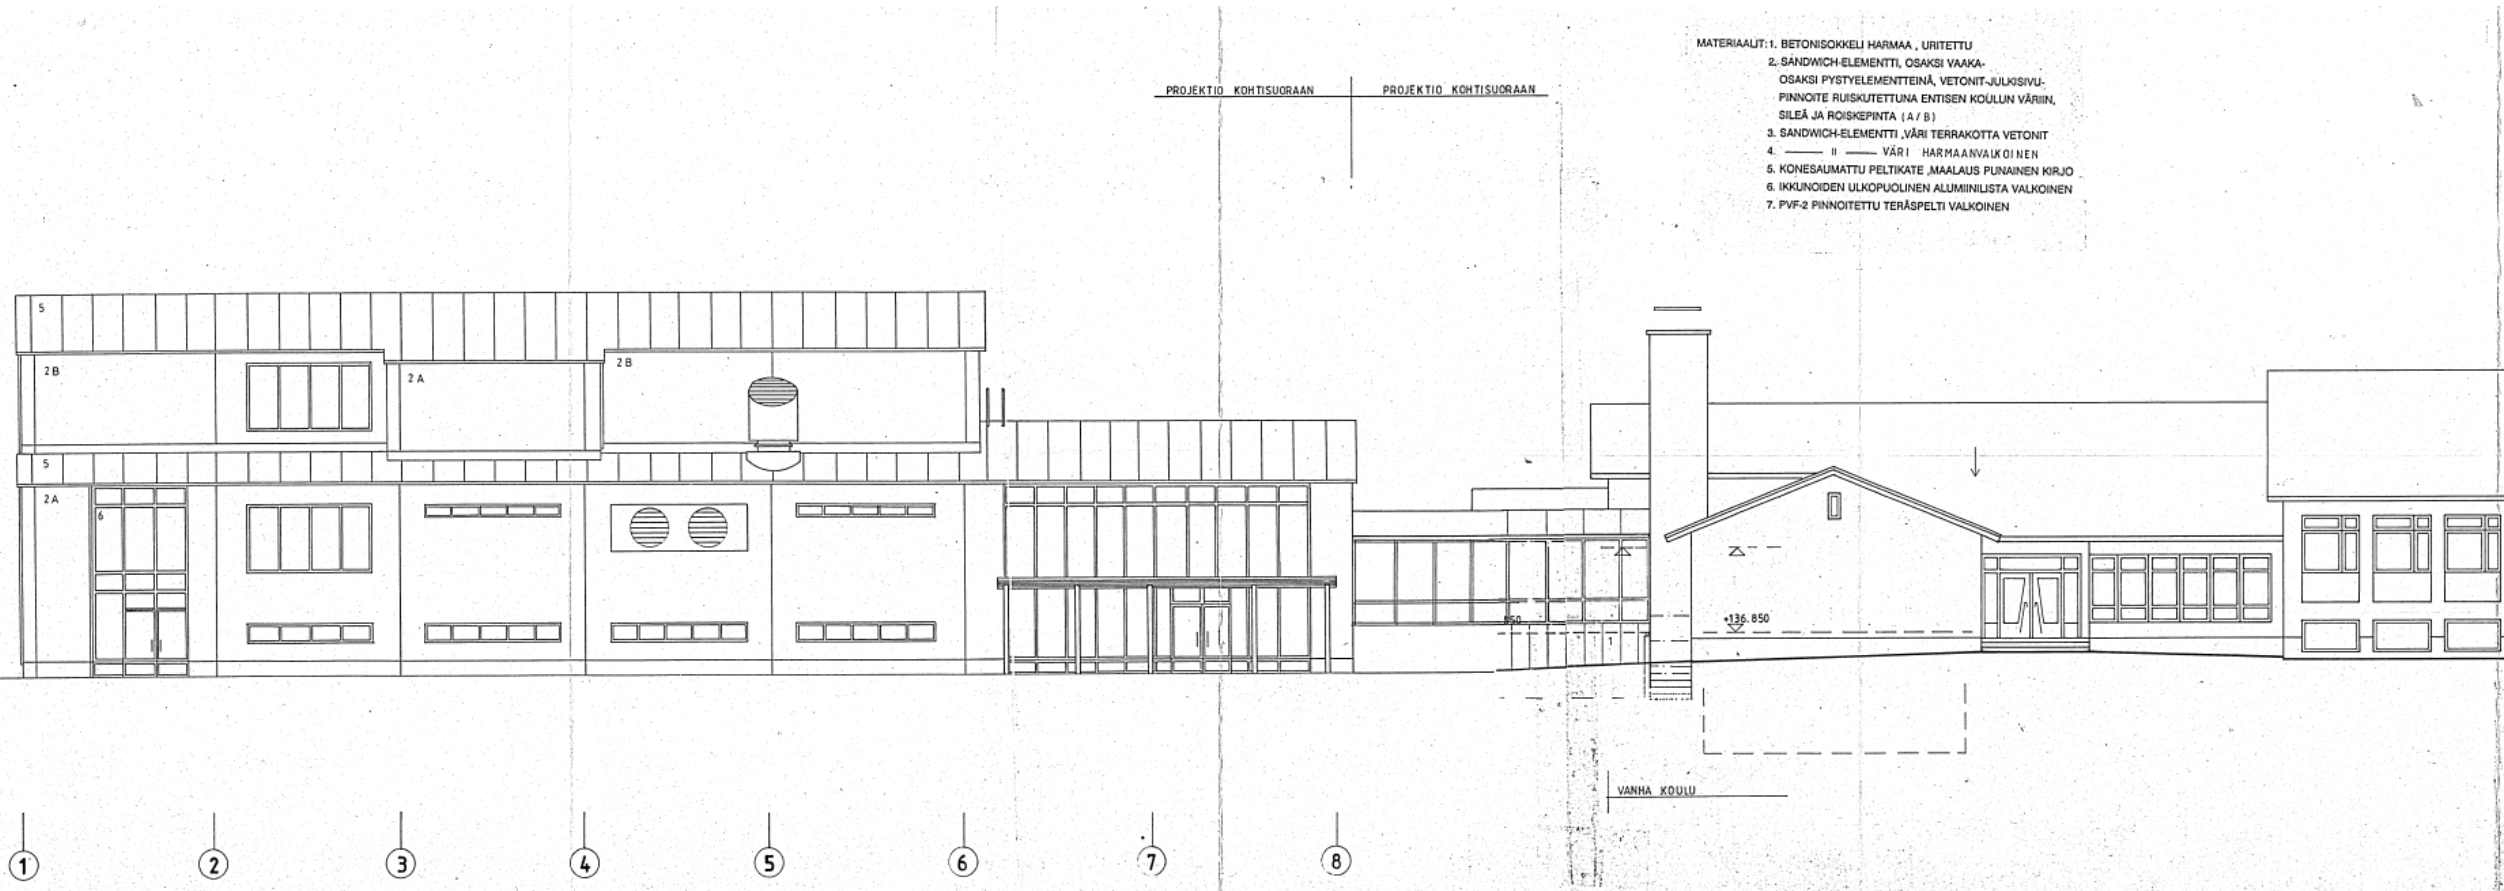 MATERIAALIT: 1. BETONISOKKELI HARMAA , URITETTU
2. SANDWICH-ELEMENTTI, OSAKSI VAAKA-
OSAKSI PYSTYELEMENTTEINÄ, VETONIT-JULKISIVU-
PINNOITE RUISKUTETTUNA ENTISEN KOULUN VÄRIIN,
SILEÄ JA ROISKEPINTA (A / B)
3. SANDWICH-ELEMENTTI ,VÄRI TERRAKOTTA VETONIT
4. —— II —— VÄRI HARMAANVALKOINEN
5. KONESAUMATTU PELTIKATE ,MAALAUS PUNAINEN KIRJO
6. IKKUNOIDEN ULKOPUOLINEN ALUMIINILISTA VALKOINEN
7. PVF-2 PINNOITETTU TERÄSPELTI VALKOINEN
PROJEKTIO KOHTISUORAAN
PROJEKTIO KOHTISUORAAN
5
2B
2A
2B
5
2A
6
850
+136.850
1
VANHA KOULU
1
2
3
4
5
6
7
8